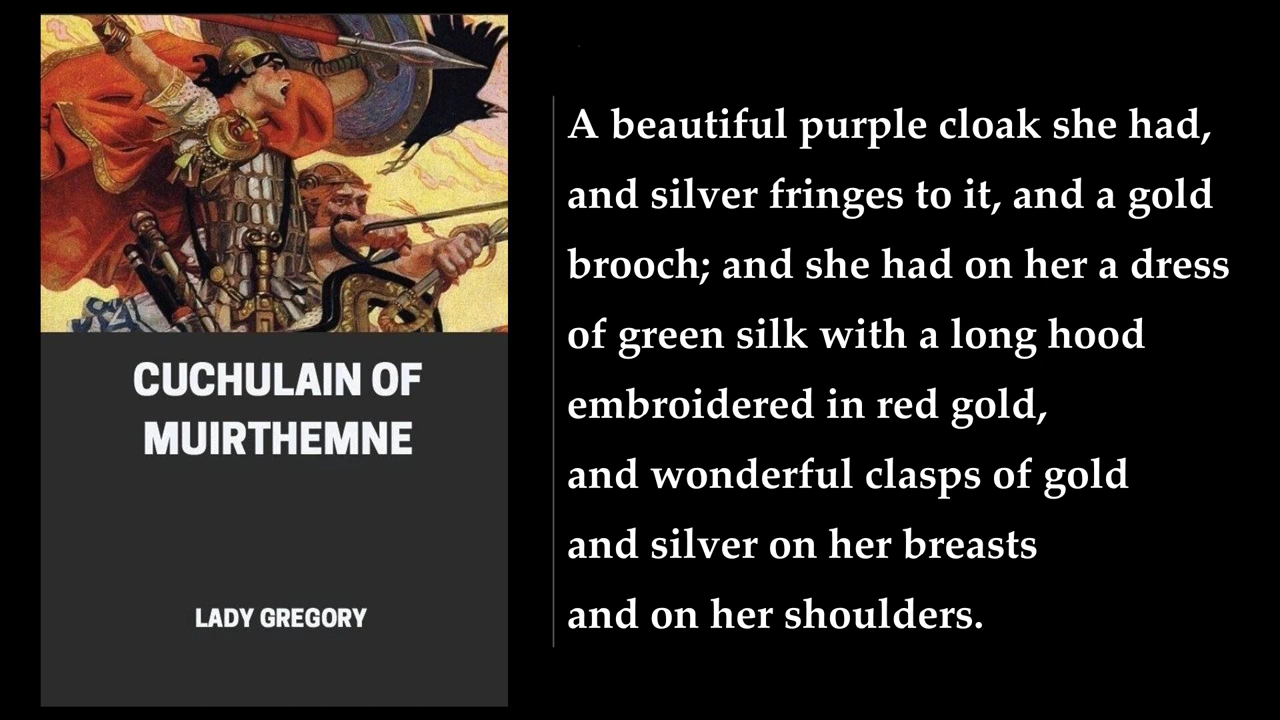 CUCHULAIN OF
MUIRTHEMNE
LADY GREGORY
A beautiful purple cloak she had,
and silver fringes to it, and a gold
brooch; and she had on her a dress
of green silk with a long hood
embroidered in red gold,
and wonderful clasps of gold
and silver on her breasts
and on her shoulders.